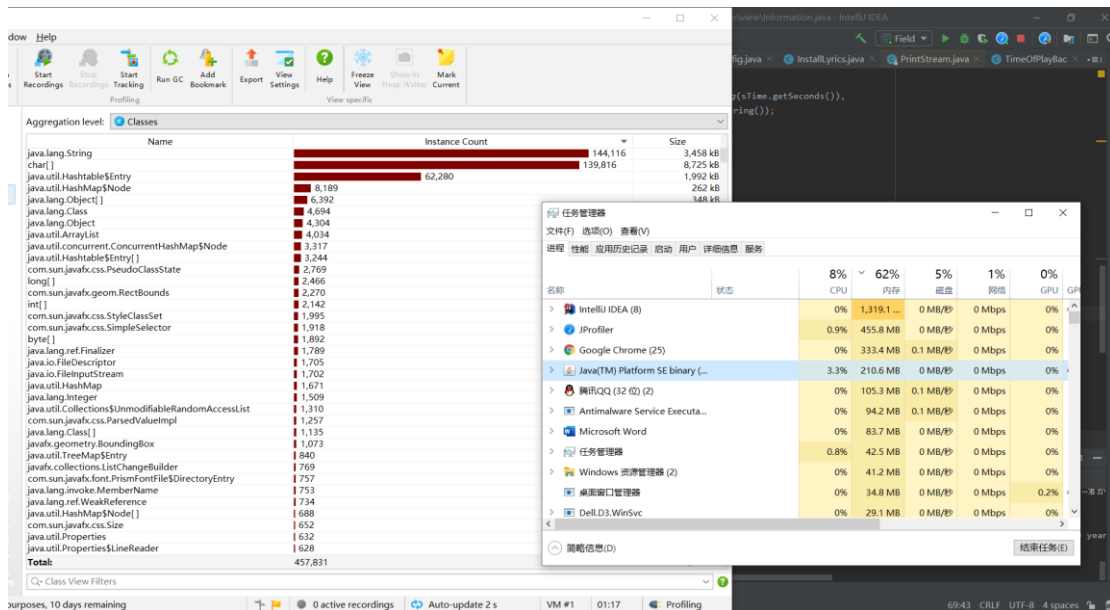 e\view\Information.java - IntelliJ IDEA
dow Help
Field
Start Recordings
Stop Recordings
Start Tracking
Run GC
Add Bookmark
Export
View Settings
Help
Freeze View
Show In Heap Walker
Mark Current
Profiling
View specific
fig.java InstallLyrics.java PrintStream.java TimeOfPlayBac
(sTime.getSeconds()),
ring());
Aggregation level: Classes
Name Instance Count Size
java.lang.String 144,116 3,458 kB
char[] 139,816 8,725 kB
java.util.Hashtable$Entry 62,280 1,992 kB
java.util.HashMap$Node 8,189 262 kB
java.lang.Object[] 6,392 348 kB
java.lang.Class 4,694
java.lang.Object 4,304
java.util.ArrayList 4,034
java.util.concurrent.ConcurrentHashMap$Node 3,317
java.util.Hashtable$Entry[] 3,244
com.sun.javafx.css.PseudoClassState 2,769
long[] 2,466
com.sun.javafx.geom.RectBounds 2,270
int[] 2,142
com.sun.javafx.css.StyleClassSet 1,995
com.sun.javafx.css.SimpleSelector 1,918
byte[] 1,892
java.lang.ref.Finalizer 1,789
java.io.FileDescriptor 1,705
java.io.FileInputStream 1,702
java.util.HashMap 1,671
java.lang.Integer 1,509
java.util.Collections$UnmodifiableRandomAccessList 1,310
com.sun.javafx.css.ParsedValueImpl 1,257
java.lang.Class[] 1,135
javafx.geometry.BoundingBox 1,073
java.util.TreeMap$Entry 840
javafx.collections.ListChangeBuilder 769
com.sun.javafx.font.PrismFontFile$DirectoryEntry 757
java.lang.invoke.MemberName 753
java.lang.ref.WeakReference 734
java.util.HashMap$Node[] 688
com.sun.javafx.css.Size 652
java.util.Properties 632
java.util.Properties$LineReader 628
Total: 457,831
Class View Filters
urposes, 10 days remaining 0 active recordings Auto-update 2 s VM #1 01:17 Profiling
任务管理器
文件(F) 选项(O) 查看(V)
进程 性能 应用历史记录 启动 用户 详细信息 服务
8% 62% 5% 1% 0%
名称 状态 CPU 内存 磁盘 网络 GPU GPU
IntelliJ IDEA (8) 0% 1,319.1 ... 0 MB/秒 0 Mbps 0%
JProfiler 0.9% 455.8 MB 0 MB/秒 0 Mbps 0%
Google Chrome (25) 0% 333.4 MB 0.1 MB/秒 0 Mbps 0%
Java(TM) Platform SE binary (... 3.3% 210.6 MB 0 MB/秒 0 Mbps 0%
腾讯QQ (32 位) (2) 0% 105.3 MB 0.1 MB/秒 0 Mbps 0%
Antimalware Service Executa... 0% 94.2 MB 0.1 MB/秒 0 Mbps 0%
Microsoft Word 0% 83.7 MB 0 MB/秒 0 Mbps 0%
任务管理器 0.8% 42.5 MB 0 MB/秒 0 Mbps 0%
Windows 资源管理器 (2) 0% 41.2 MB 0 MB/秒 0 Mbps 0%
桌面窗口管理器 0% 34.8 MB 0 MB/秒 0 Mbps 0.2%
Dell.D3.WinSvc 0% 29.1 MB 0 MB/秒 0 Mbps 0%
简略信息(D) 结束任务(E)
year
69:43 CRLF UTF-8 4 spaces